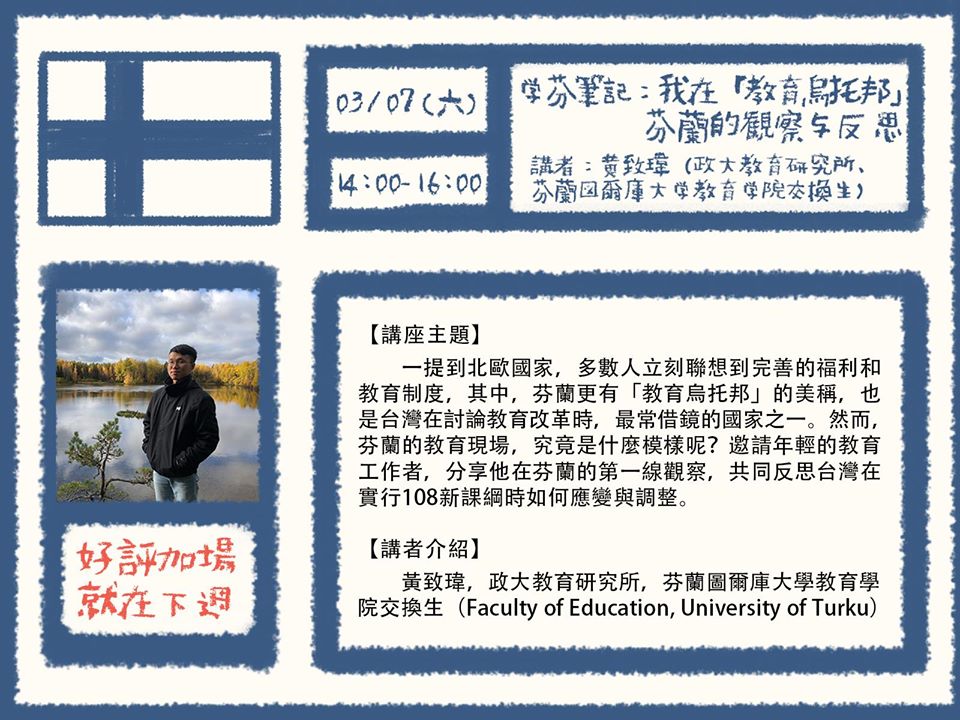 03/07(六)
14:00-16:00
学芬筆記：我在「教育烏托邦」
芬蘭的觀察与反思
講者：黃致瑋（政大教育研究所、
芬蘭図爾庫大学教育学院交換生）
好評加場
就在下週
【講座主題】
一提到北歐國家，多數人立刻聯想到完善的福利和
教育制度，其中，芬蘭更有「教育烏托邦」的美稱，也
是台灣在討論教育改革時，最常借鏡的國家之一。然而，
芬蘭的教育現場，究竟是什麼模樣呢？邀請年輕的教育
工作者，分享他在芬蘭的第一線觀察，共同反思台灣在
實行108新課綱時如何應變與調整。
【講者介紹】
黃致瑋，政大教育研究所，芬蘭圖爾庫大學教育學
院交換生（Faculty of Education, University of Turku）